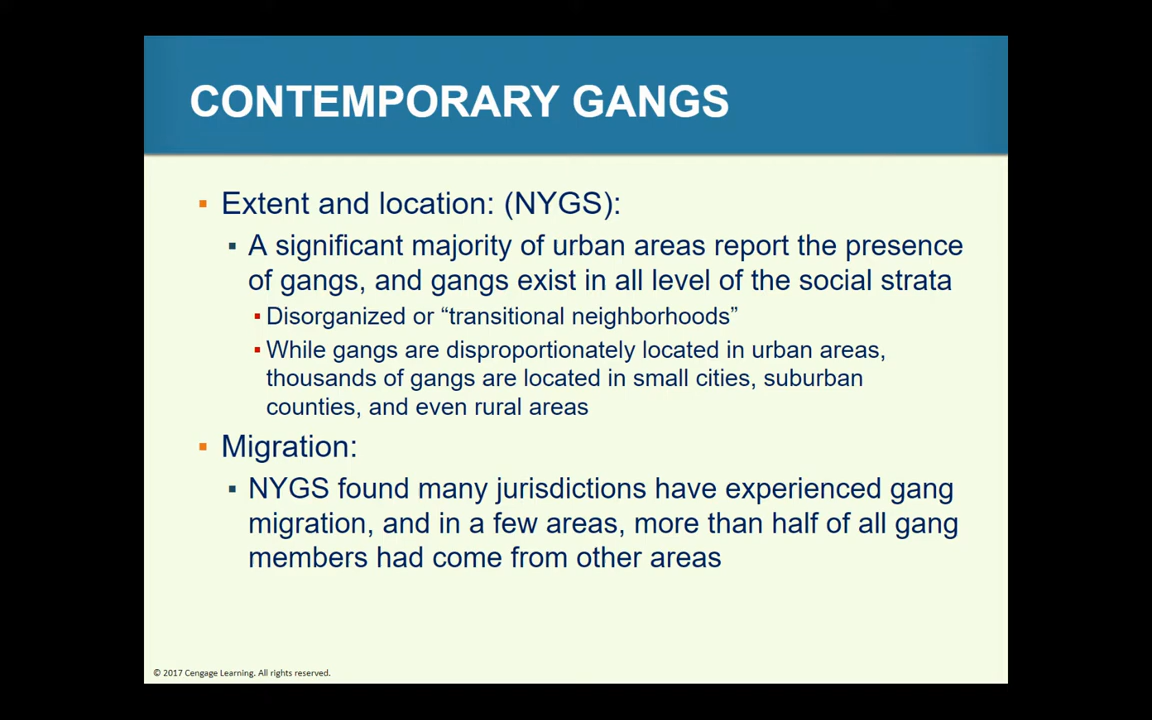 CONTEMPORARY GANGS
▪ Extent and location: (NYGS):
▪ A significant majority of urban areas report the presence
of gangs, and gangs exist in all level of the social strata
▪ Disorganized or “transitional neighborhoods”
▪ While gangs are disproportionately located in urban areas,
thousands of gangs are located in small cities, suburban
counties, and even rural areas
▪ Migration:
▪ NYGS found many jurisdictions have experienced gang
migration, and in a few areas, more than half of all gang
members had come from other areas
© 2017 Cengage Learning. All rights reserved.